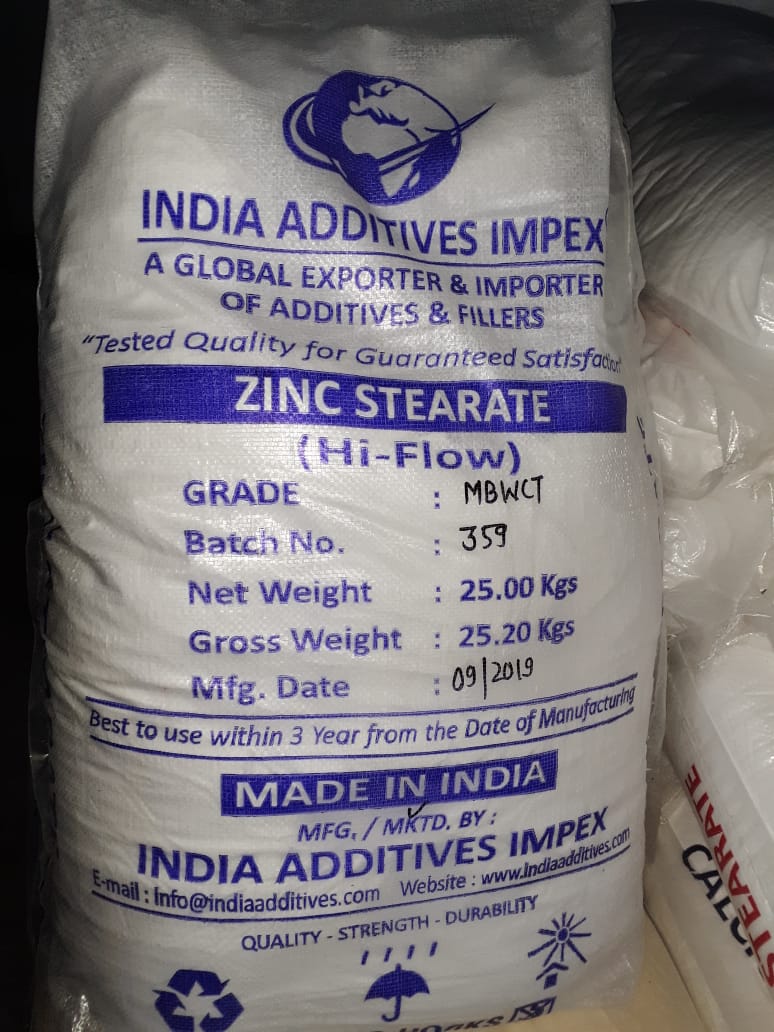 INDIA ADDITIVES IMPEX
A GLOBAL EXPORTER & IMPORTER
OF ADDITIVES & FILLERS
"Tested Quality for Guaranteed Satisfaction"
ZINC STEARATE
(Hi-Flow)
GRADE : MBWCT
Batch No. : 359
Net Weight : 25.00 Kgs
Gross Weight : 25.20 Kgs
Mfg. Date : 09/2019
Best to use within 3 Year from the Date of Manufacturing
MADE IN INDIA
MFG. / MKTD. BY :
INDIA ADDITIVES IMPEX
E-mail : Info@indiaadditives.com Website : www.Indiaadditives.com
QUALITY - STRENGTH - DURABILITY
HOOKS
STEARATE